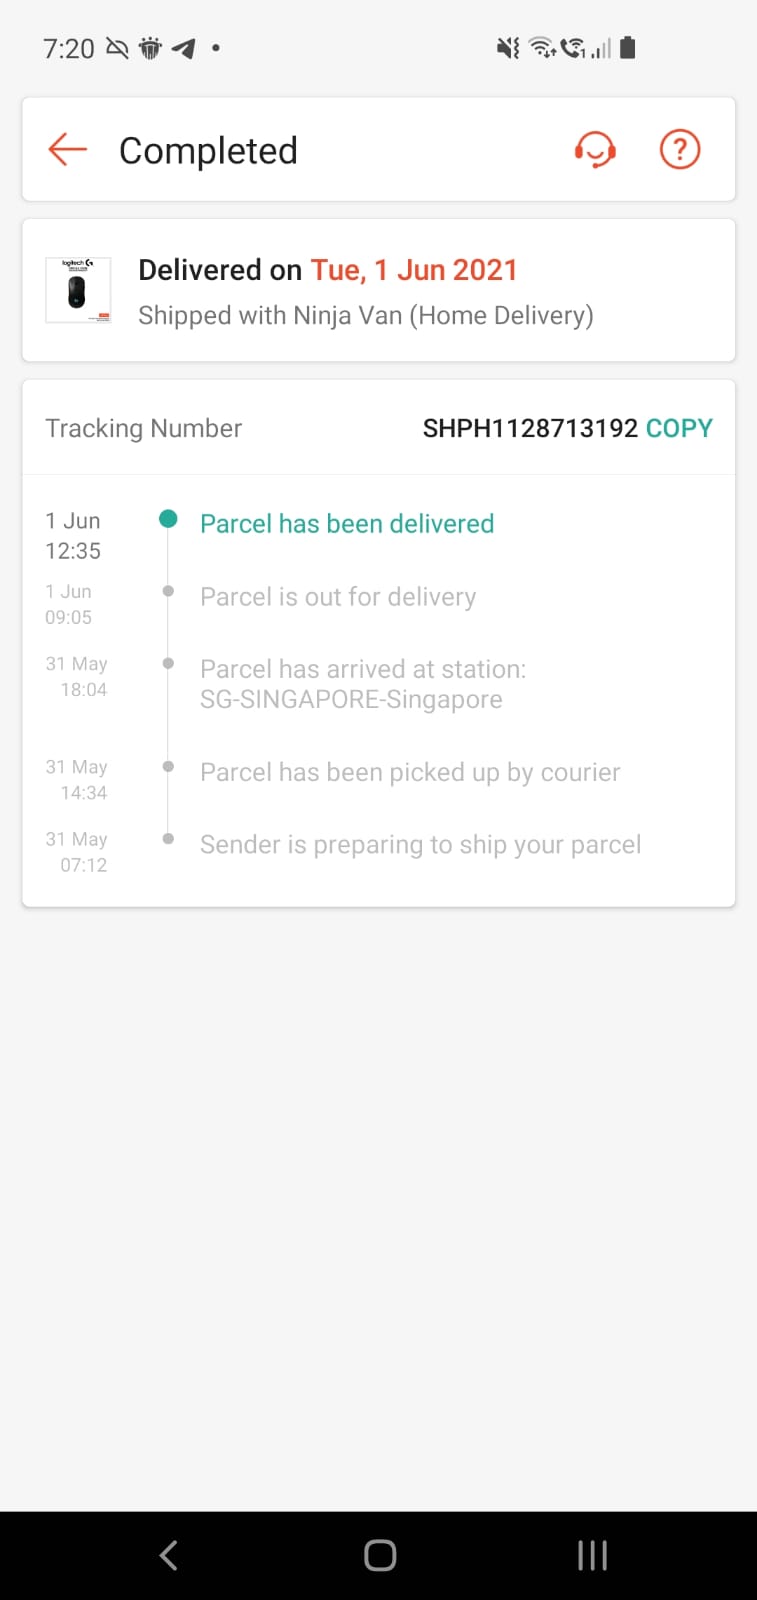 7:20
Completed
?
logitech G
Delivered on Tue, 1 Jun 2021
Shipped with Ninja Van (Home Delivery)
Tracking Number SHPH1128713192 COPY
1 Jun
12:35
Parcel has been delivered
1 Jun
09:05
Parcel is out for delivery
31 May
18:04
Parcel has arrived at station:
SG-SINGAPORE-Singapore
31 May
14:34
Parcel has been picked up by courier
31 May
07:12
Sender is preparing to ship your parcel